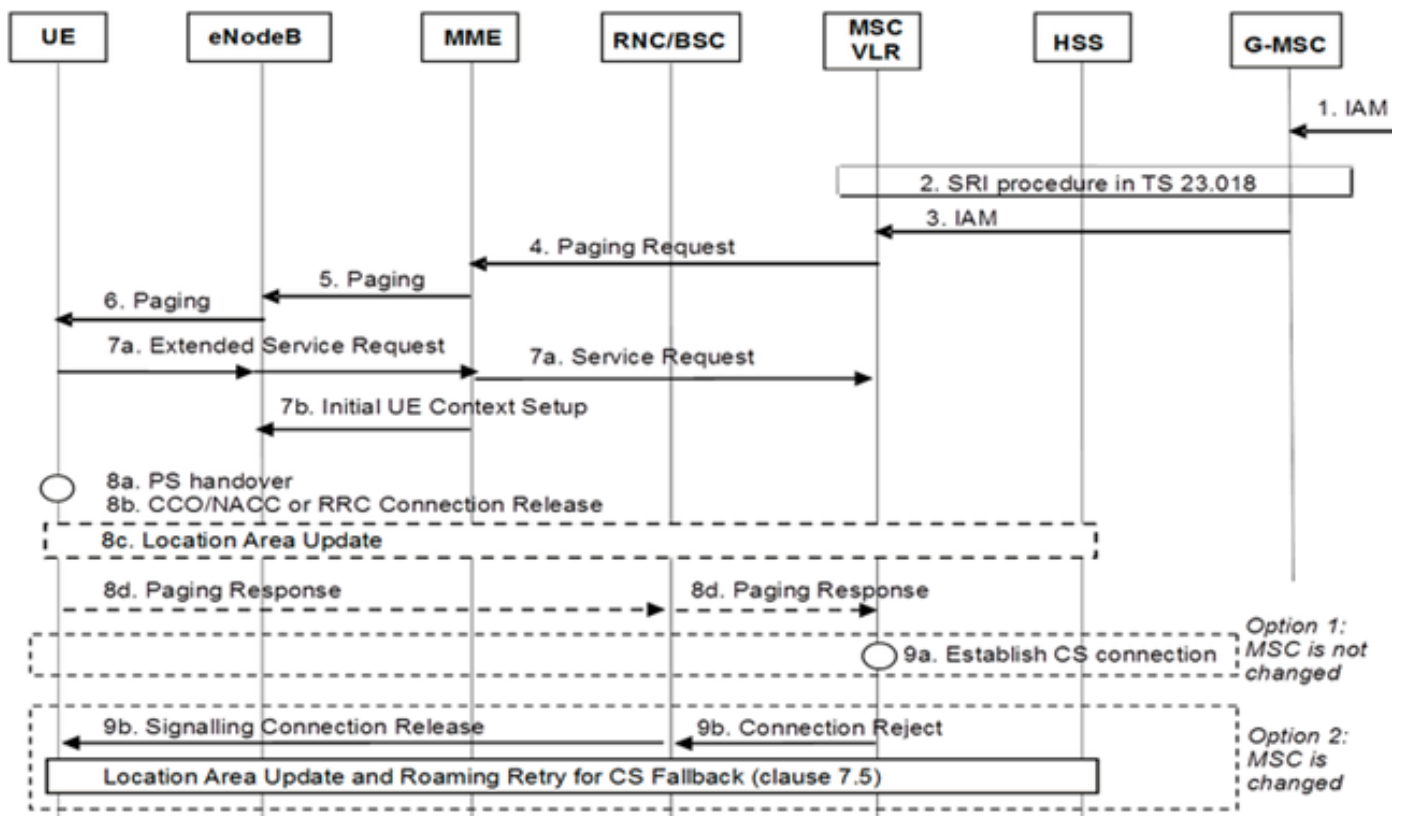 UE
eNodeB
MME
RNC/BSC
MSC
VLR
HSS
G-MSC
1. IAM
2. SRI procedure in TS 23.018
3. IAM
4. Paging Request
5. Paging
6. Paging
7a. Extended Service Request
7a. Service Request
7b. Initial UE Context Setup
8a. PS handover
8b. CCO/NACC or RRC Connection Release
8c. Location Area Update
8d. Paging Response
8d. Paging Response
Option 1:
MSC is not
changed
9a. Establish CS connection
9b. Signalling Connection Release
9b. Connection Reject
Option 2:
MSC is
changed
Location Area Update and Roaming Retry for CS Fallback (clause 7.5)